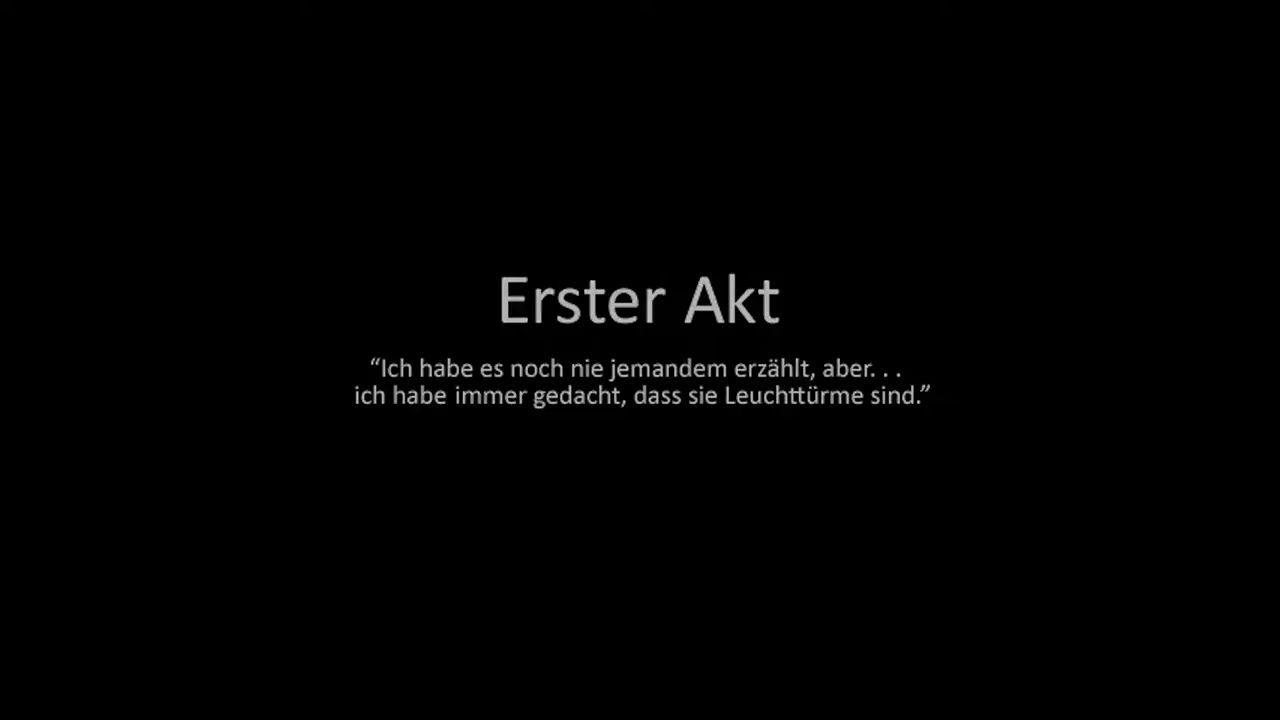 Erster Akt
“Ich habe es noch nie jemandem erzählt, aber. . .
ich habe immer gedacht, dass sie Leuchttürme sind.”